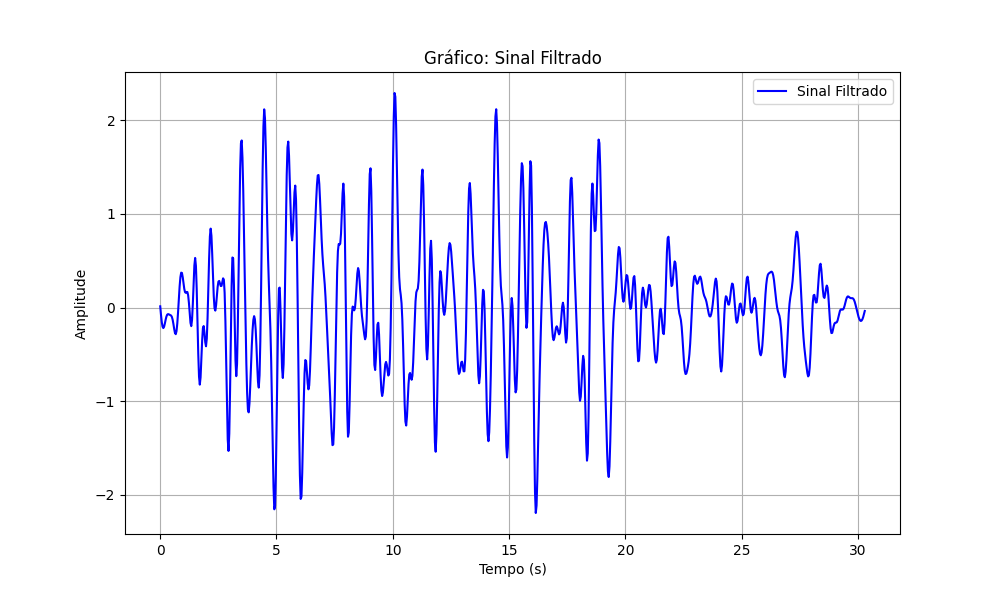 Gráfico: Sinal Filtrado
Sinal Filtrado
Amplitude
2
1
0
−1
−2
0 5 10 15 20 25 30
Tempo (s)